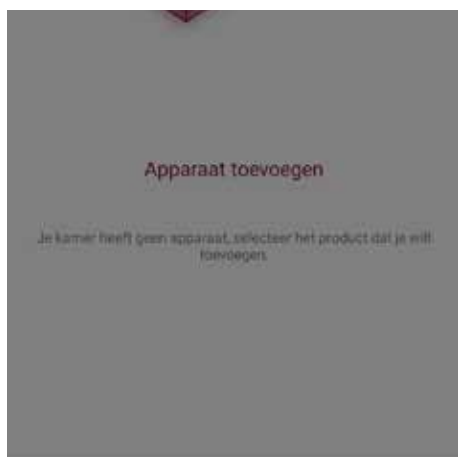 Apparaat toevoegen
Je kamer heeft geen apparaat, selecteer het product dat je wilt
toevoegen.